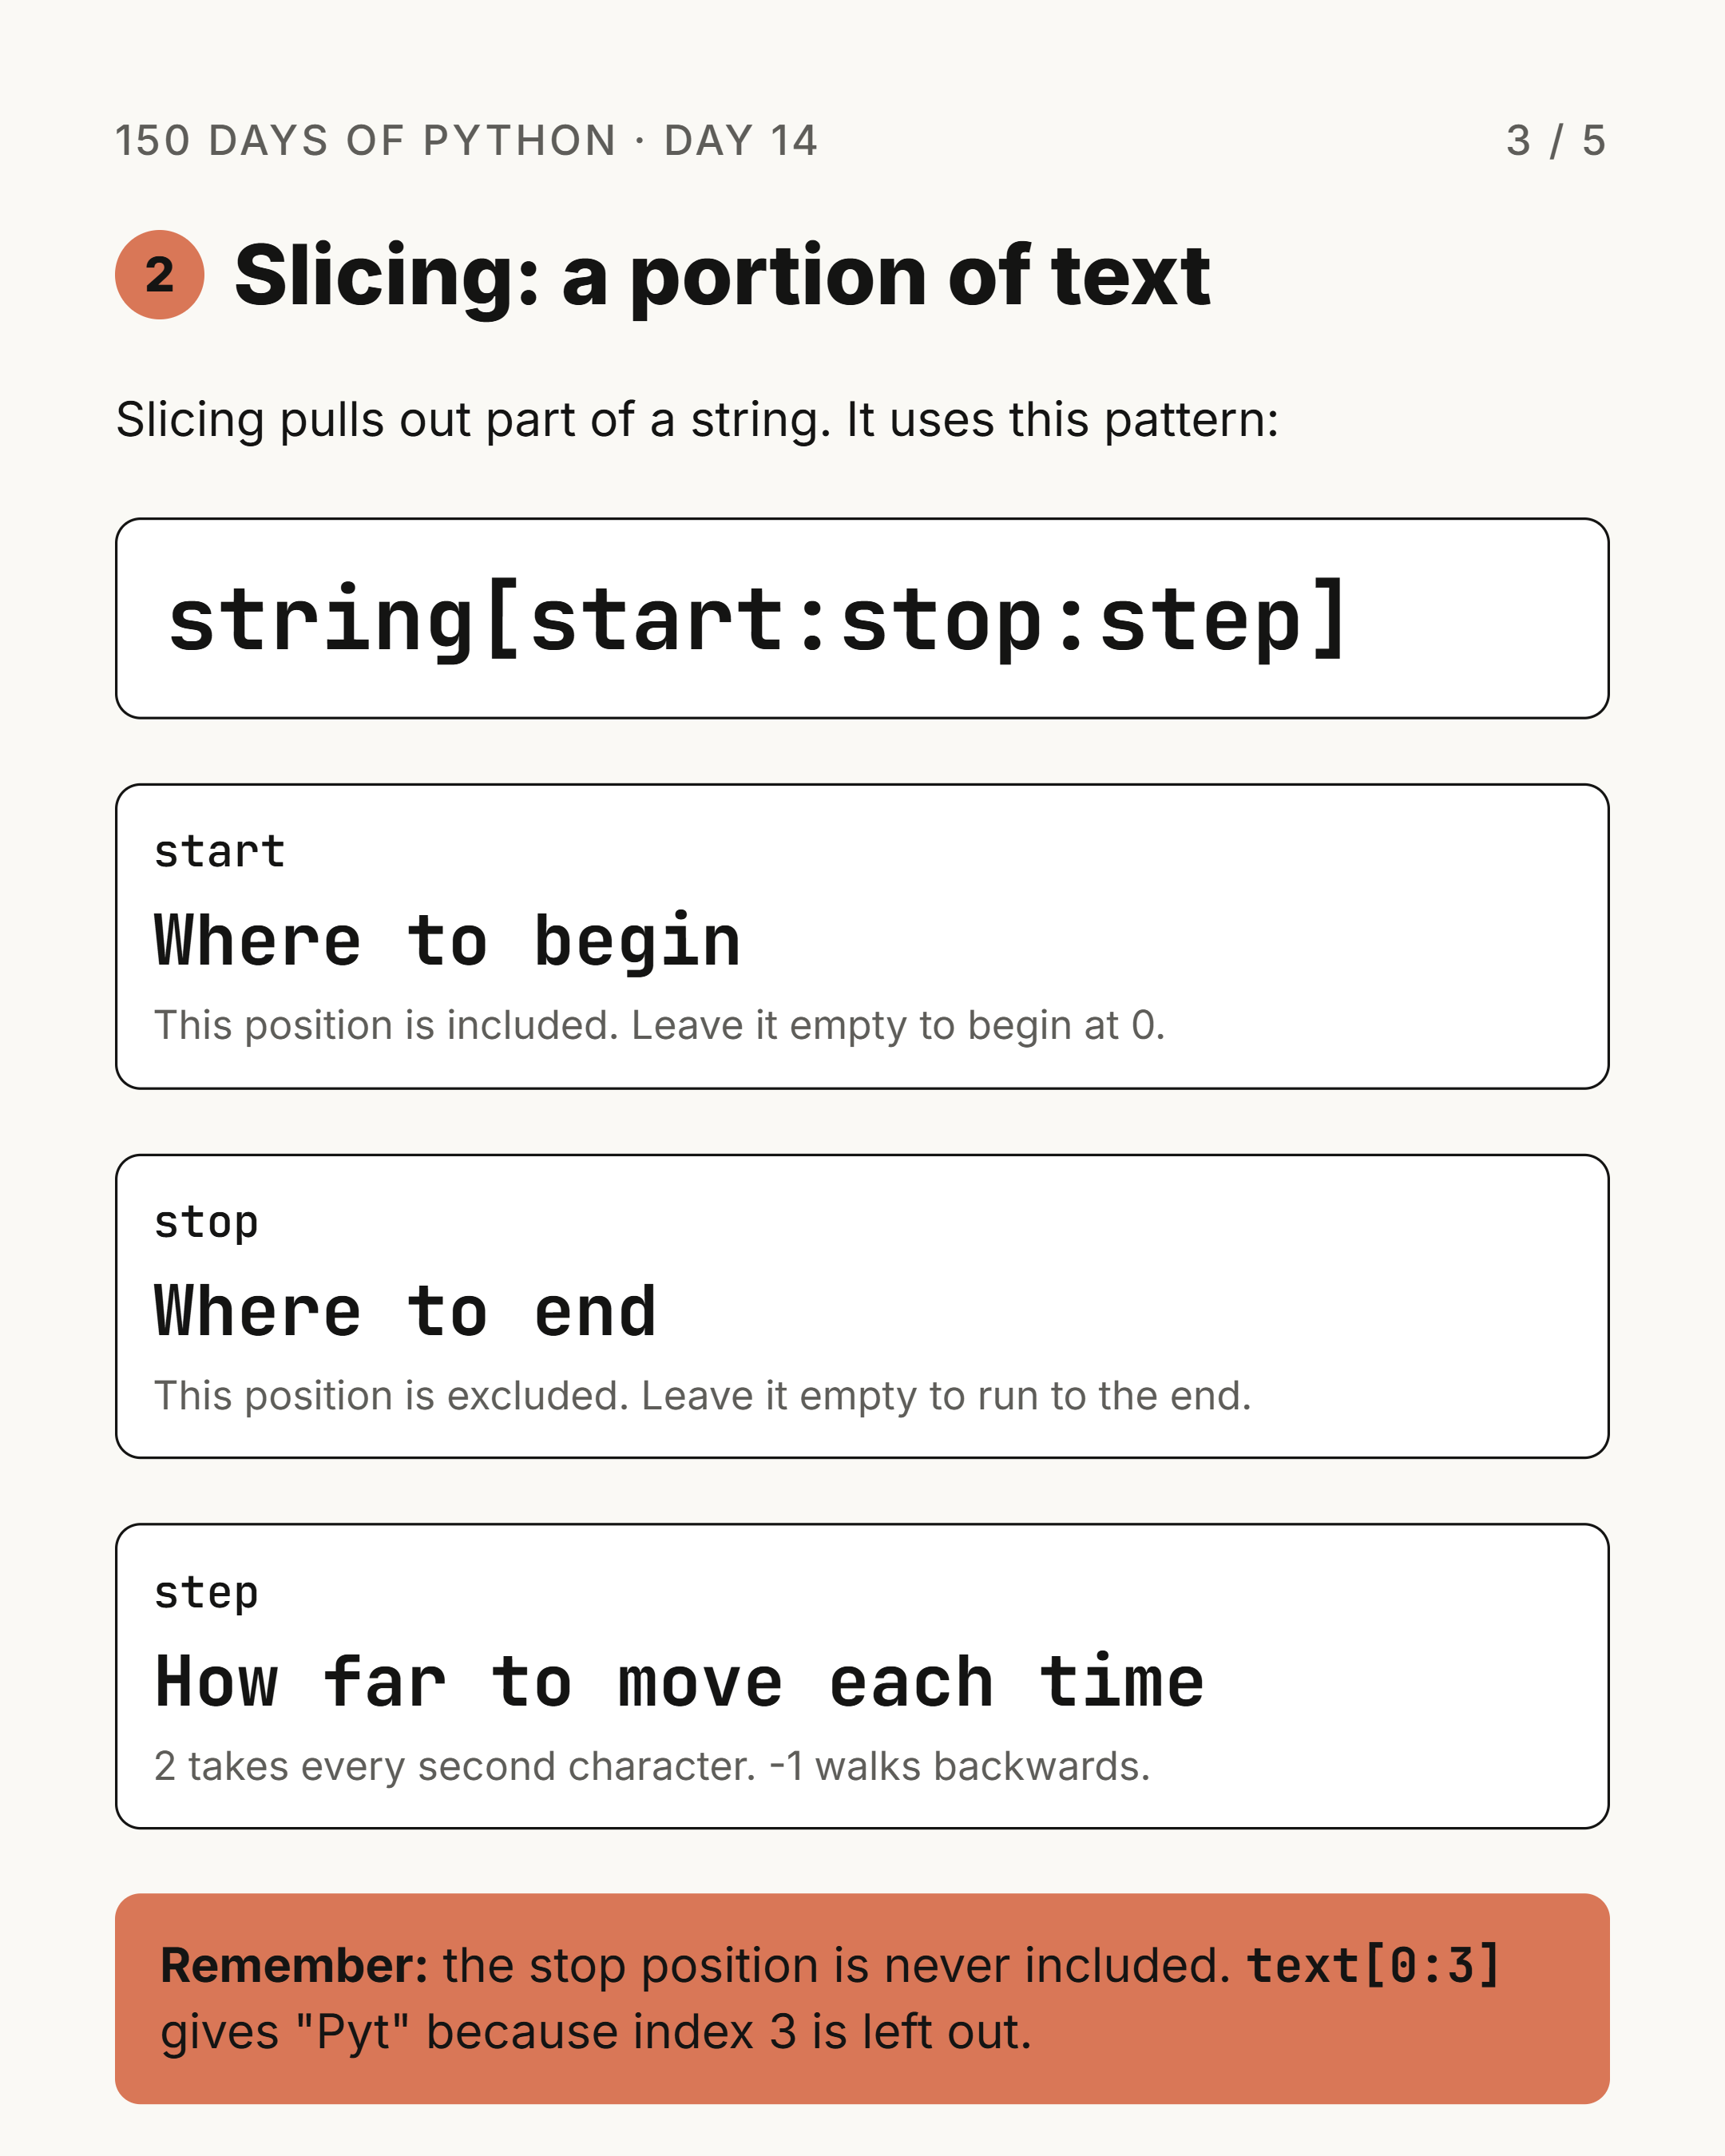 150 DAYS OF PYTHON · DAY 14
3 / 5
2 Slicing: a portion of text
Slicing pulls out part of a string. It uses this pattern:
string[start:stop:step]
start
Where to begin
This position is included. Leave it empty to begin at 0.
stop
Where to end
This position is excluded. Leave it empty to run to the end.
step
How far to move each time
2 takes every second character. -1 walks backwards.
Remember: the stop position is never included. text[0:3]
gives "Pyt" because index 3 is left out.